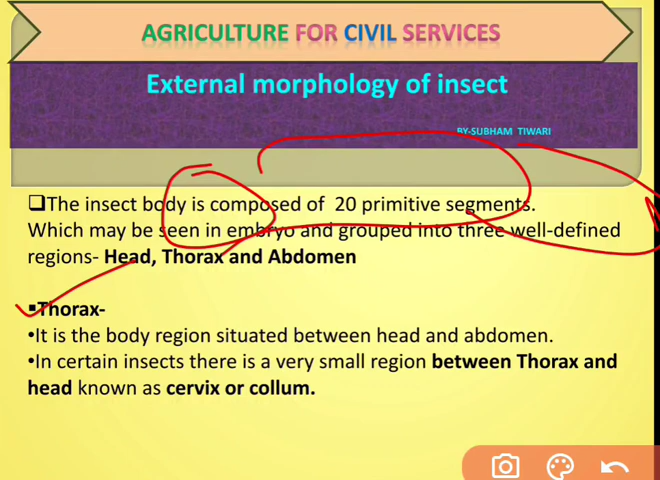 AGRICULTURE FOR CIVIL SERVICES
External morphology of insect
BY-SUBHAM TIWARI
❑The insect body is composed of 20 primitive segments.
Which may be seen in embryo and grouped into three well-defined
regions- Head, Thorax and Abdomen
▪Thorax-
•It is the body region situated between head and abdomen.
•In certain insects there is a very small region between Thorax and
head known as cervix or collum.